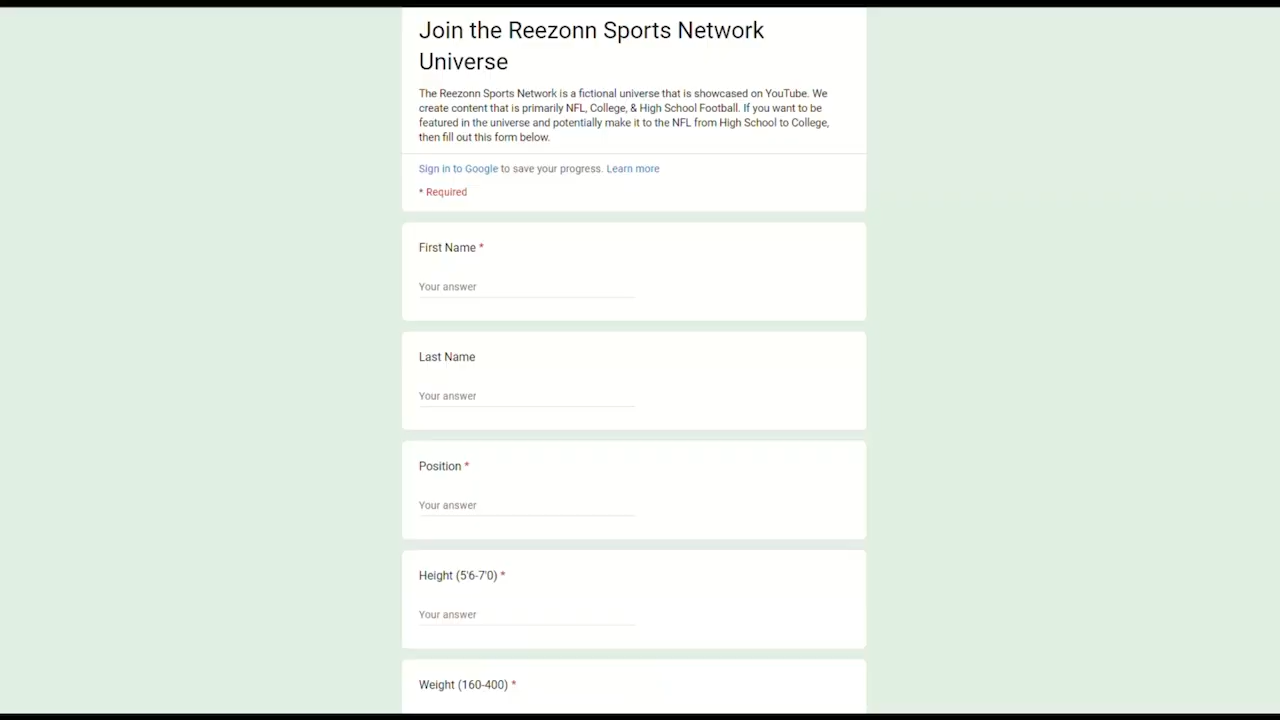 Join the Reezonn Sports Network
Universe
The Reezonn Sports Network is a fictional universe that is showcased on YouTube. We
create content that is primarily NFL, College, & High School Football. If you want to be
featured in the universe and potentially make it to the NFL from High School to College,
then fill out this form below.
Sign in to Google to save your progress. Learn more
* Required
First Name *
Your answer
Last Name
Your answer
Position *
Your answer
Height (5'6-7'0) *
Your answer
Weight (160-400) *